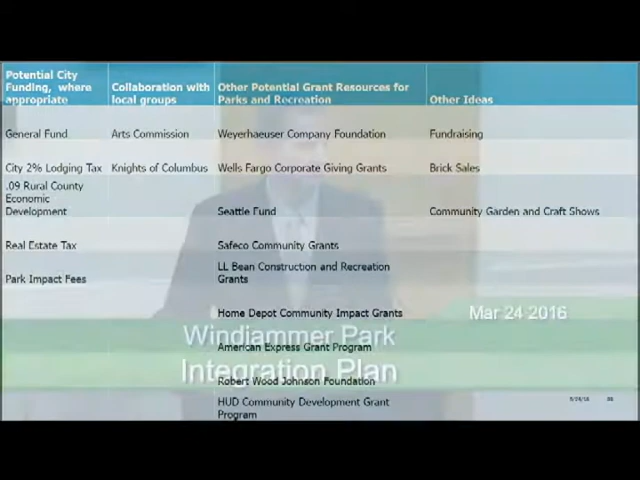 Potential City
Funding, where
appropriate
Collaboration with
local groups
Other Potential Grant Resources for
Parks and Recreation
Other Ideas
General Fund
Arts Commission
Weyerhaeuser Company Foundation
Fundraising
City 2% Lodging Tax
Knights of Columbus
Wells Fargo Corporate Giving Grants
Brick Sales
.09 Rural County
Economic
Development
Seattle Fund
Community Garden and Craft Shows
Real Estate Tax
Safeco Community Grants
Park Impact Fees
LL Bean Construction and Recreation
Grants
Home Depot Community Impact Grants
Mar 24 2016
Windjammer Park
American Express Grant Program
Integration Plan
Robert Wood Johnson Foundation
HUD Community Development Grant
Program